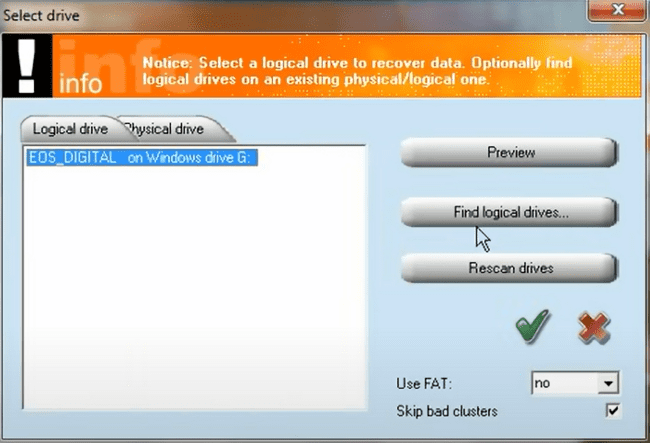 Select drive
x
!
info
info
Notice: Select a logical drive to recover data. Optionally find
logical drives on an existing physical/logical one.
Logical drive
Physical drive
EOS_DIGITAL on Windows drive G:
Preview
Find logical drives...
Rescan drives
Use FAT:
no
Skip bad clusters